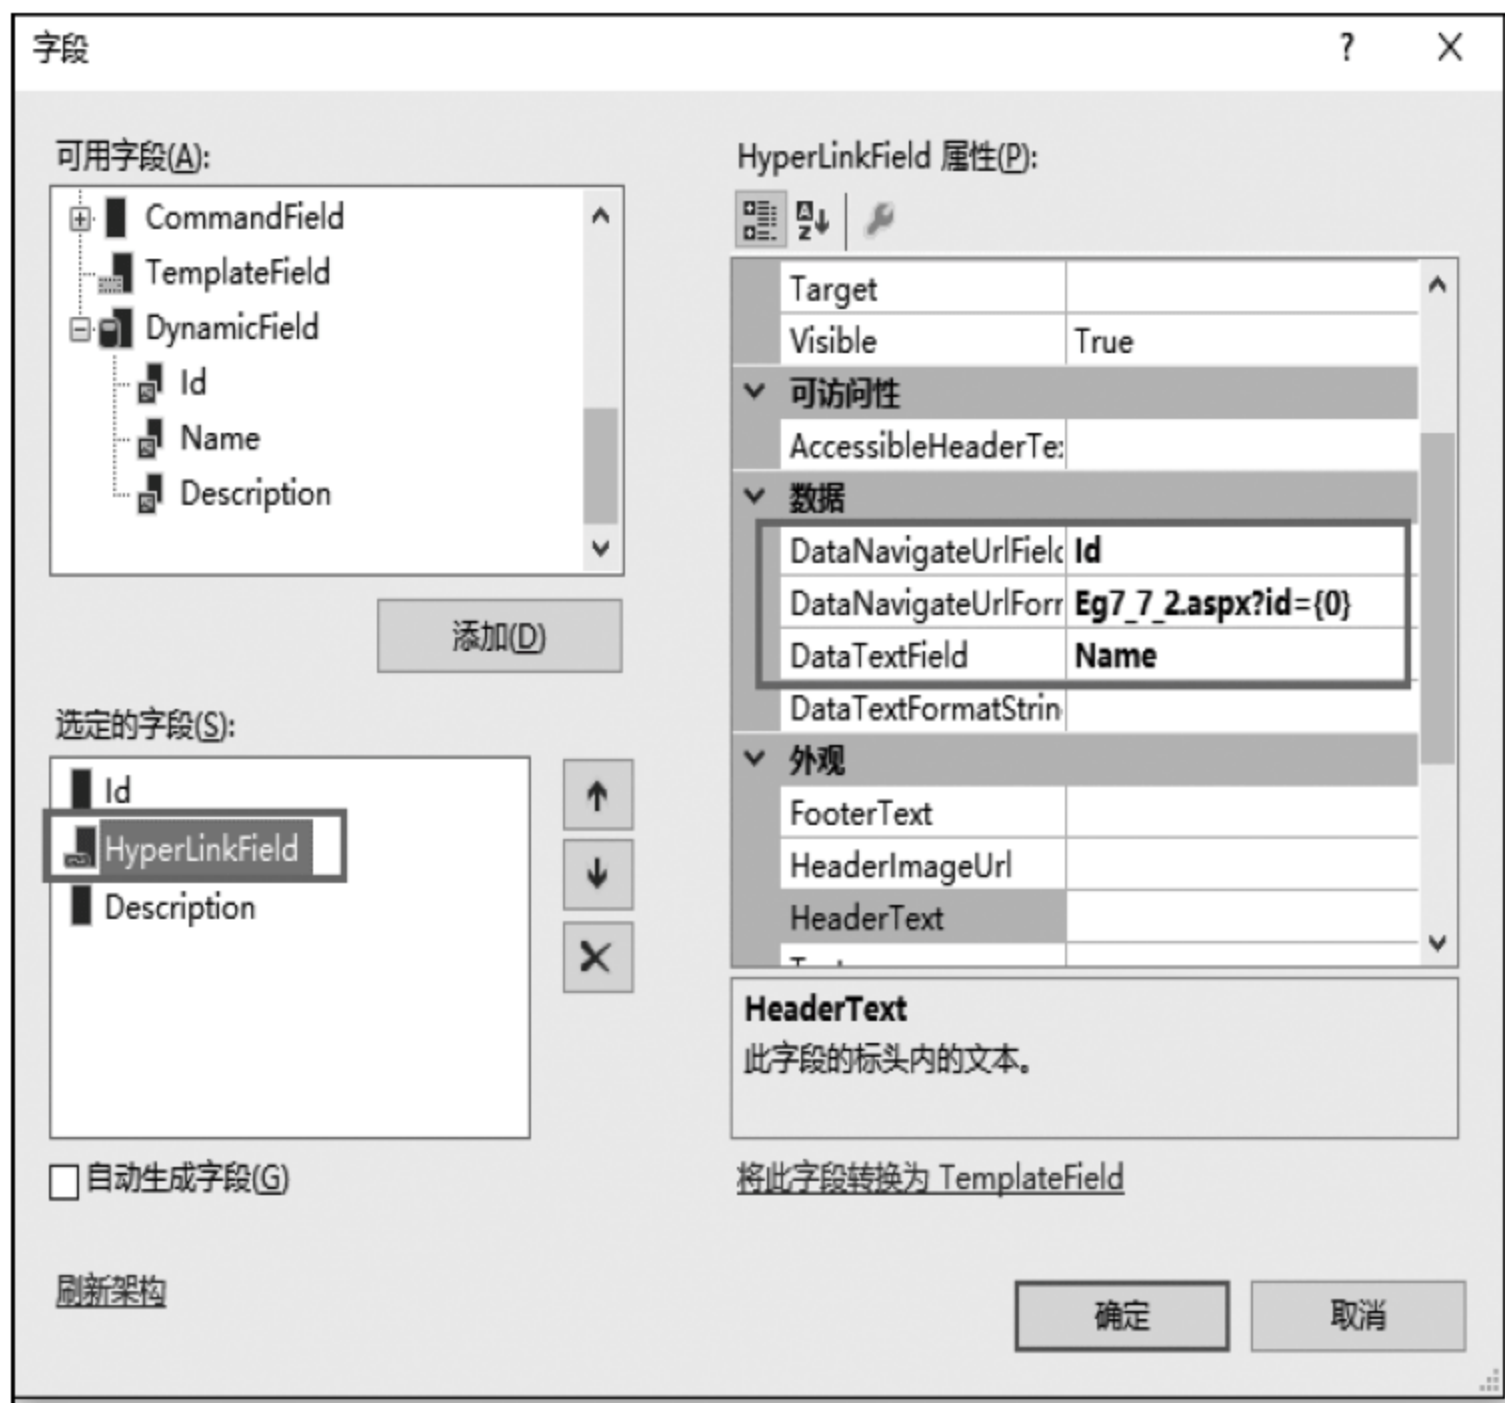 字段
?
可用字段(A):
CommandField
TemplateField
DynamicField
Id
Name
Description
添加(D)
选定的字段(S):
Id
HyperLinkField
Description
自动生成字段(G)
刷新架构
HyperLinkField 属性(P):
Target
Visible True
可访问性
AccessibleHeaderTe
数据
DataNavigateUrlField Id
DataNavigateUrlForr Eg7_7_2.aspx?id={0}
DataTextField Name
DataTextFormatStrin
外观
FooterText
HeaderImageUrl
HeaderText
HeaderText
此字段的标头内的文本。
将此字段转换为 TemplateField
确定
取消